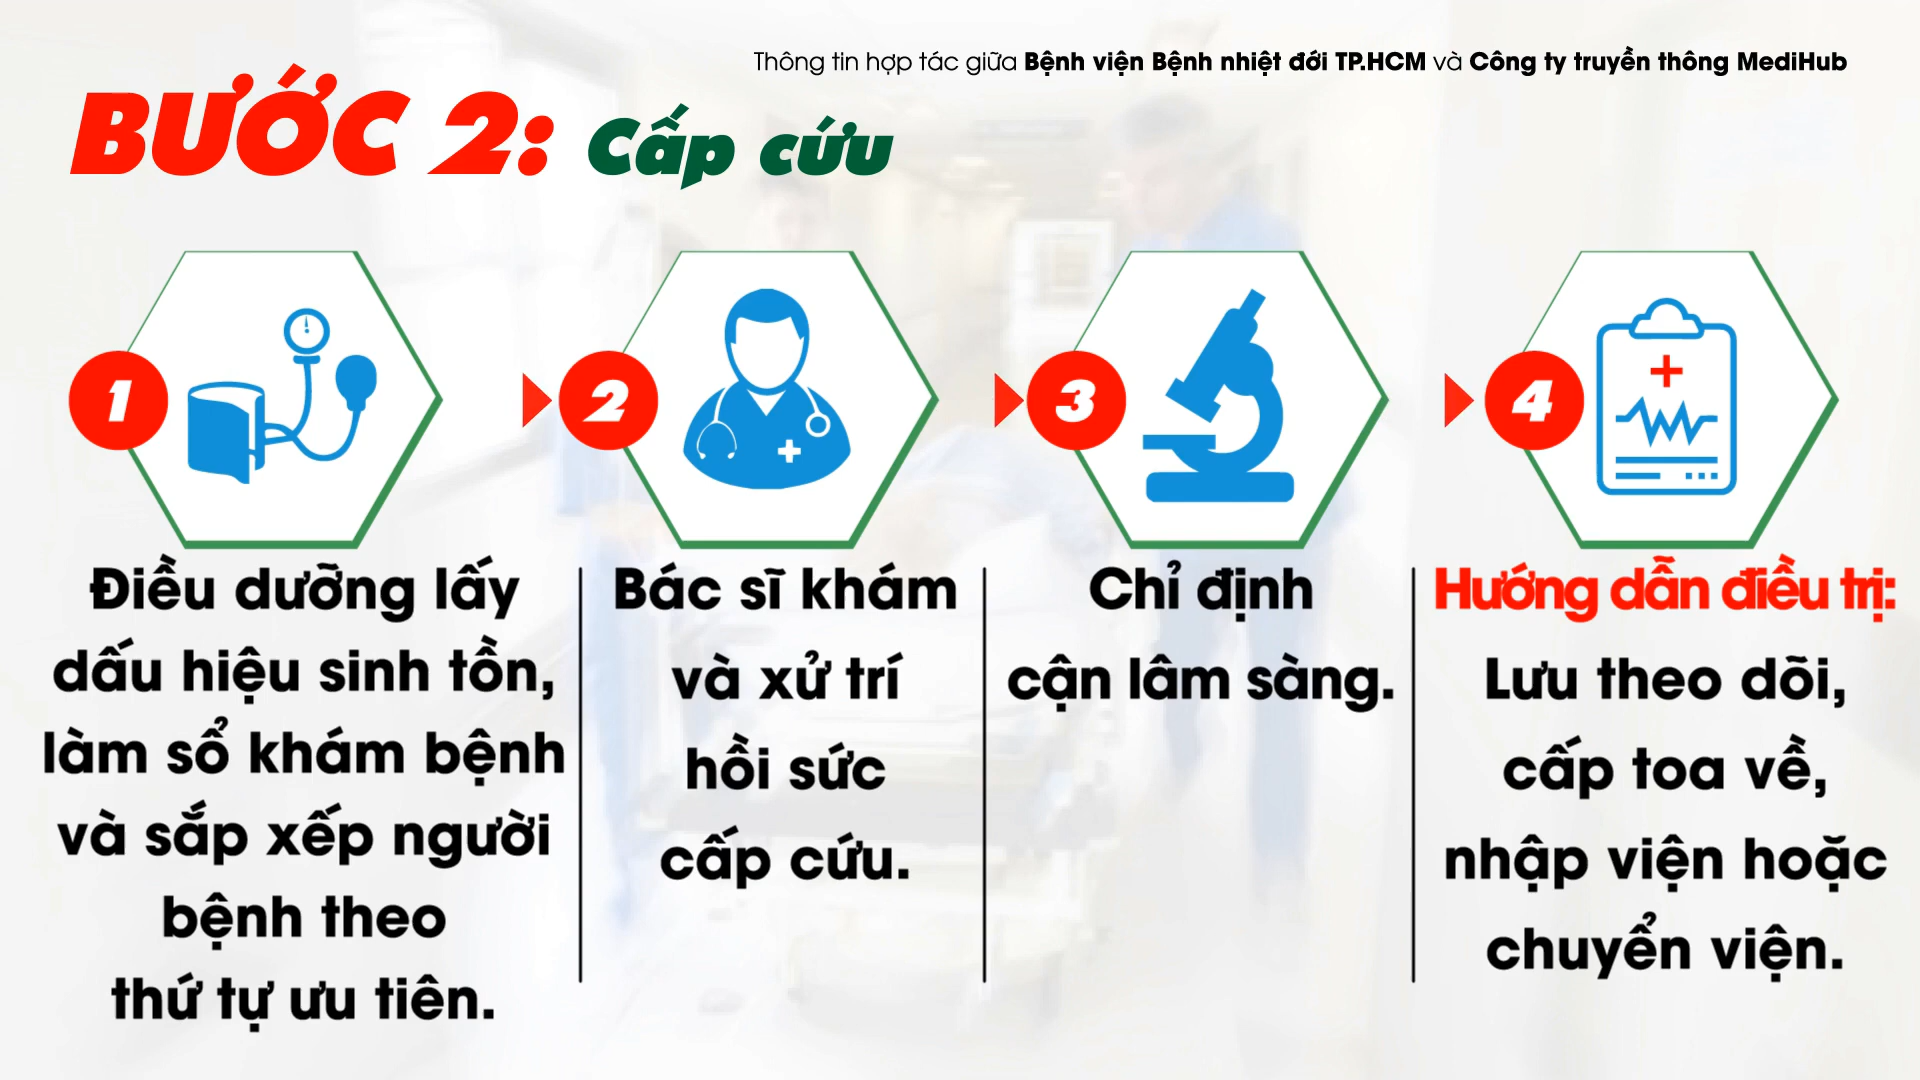 Thông tin hợp tác giữa Bệnh viện Bệnh nhiệt đới TP.HCM và Công ty truyền thông MediHub
BƯỚC 2: Cấp cứu
1
Điều dưỡng lấy
dấu hiệu sinh tồn,
làm sổ khám bệnh
và sắp xếp người
bệnh theo
thứ tự ưu tiên.
2
Bác sĩ khám
và xử trí
hồi sức
cấp cứu.
3
Chỉ định
cận lâm sàng.
4
Hướng dẫn điều trị:
Lưu theo dõi,
cấp toa về,
nhập viện hoặc
chuyển viện.